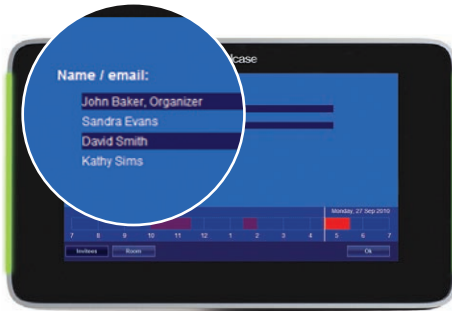 lcase
Name / email:
John Baker, Organizer
Sandra Evans
David Smith
Kathy Sims
Monday, 27 Sep 2010
7 8 9 10 11 12 1 2 3 4 5 6 7
Invitees Room Ok